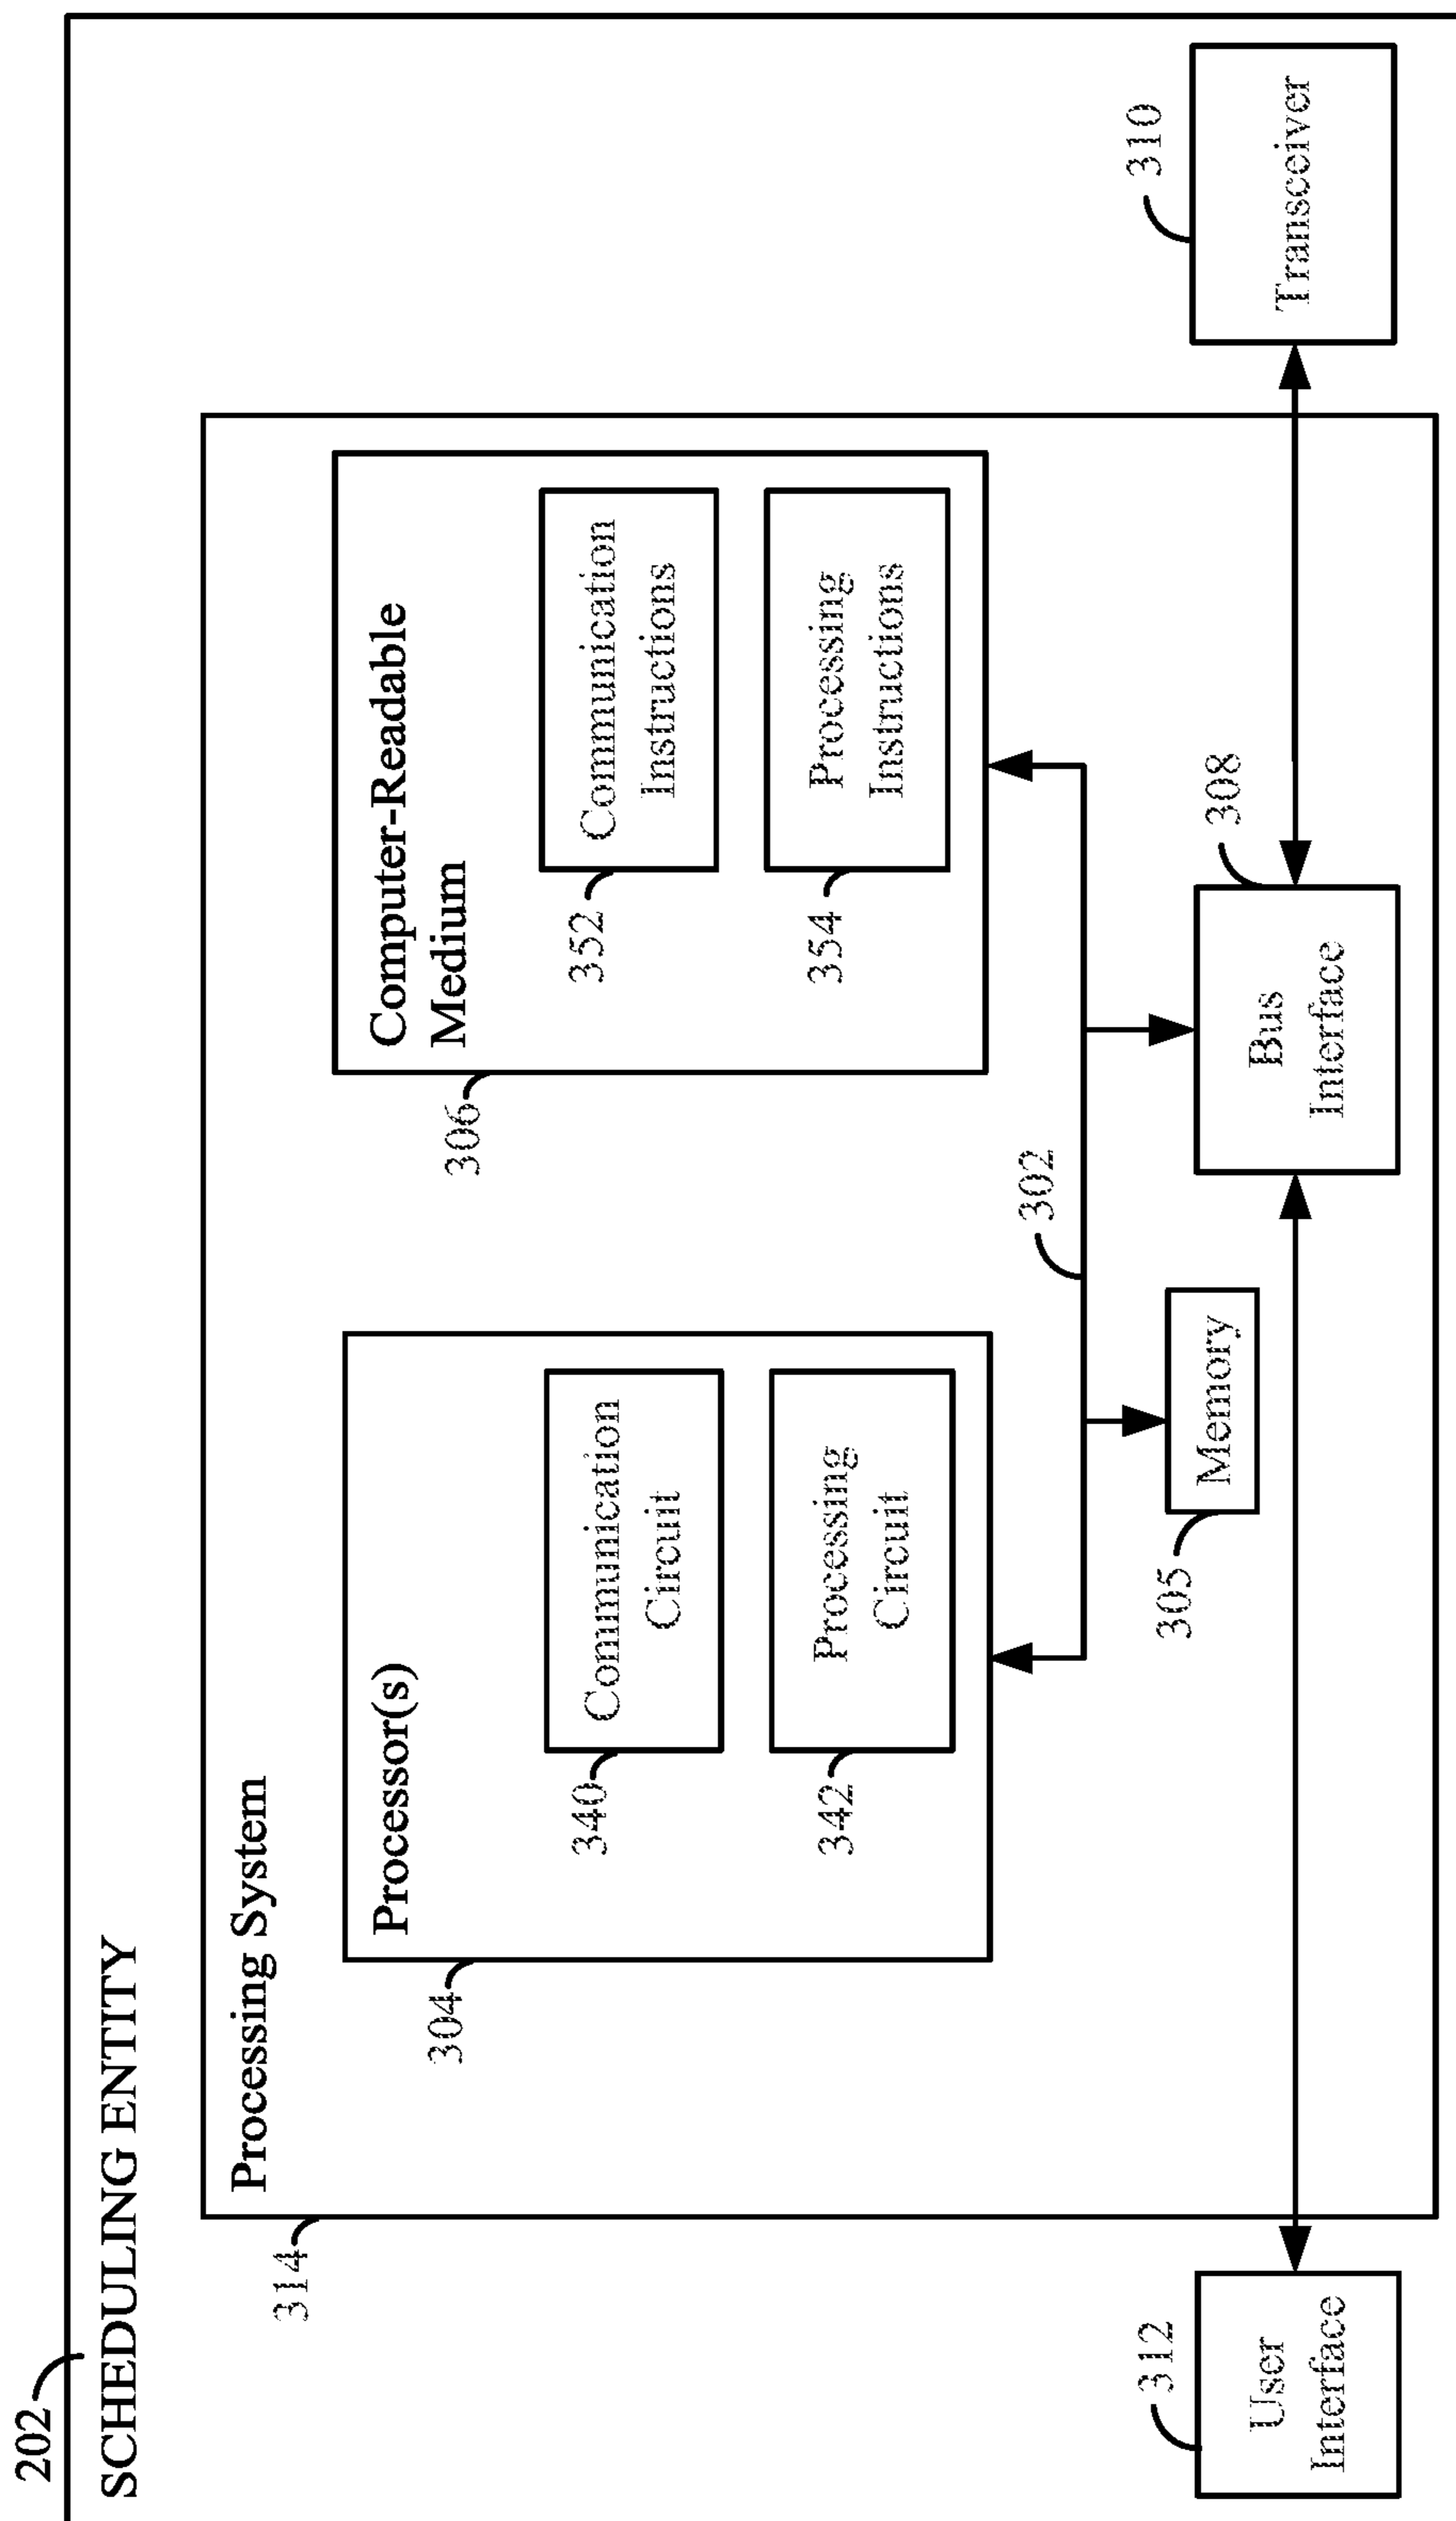 202
SCHEDULING ENTITY
314
Processing System
304
Processor(s)
340
Communication
Circuit
342
Processing
Circuit
306
Computer-Readable
Medium
352
Communication
Instructions
354
Processing
Instructions
302
305
Memory
308
Bus
Interface
312
User
Interface
310
Transceiver